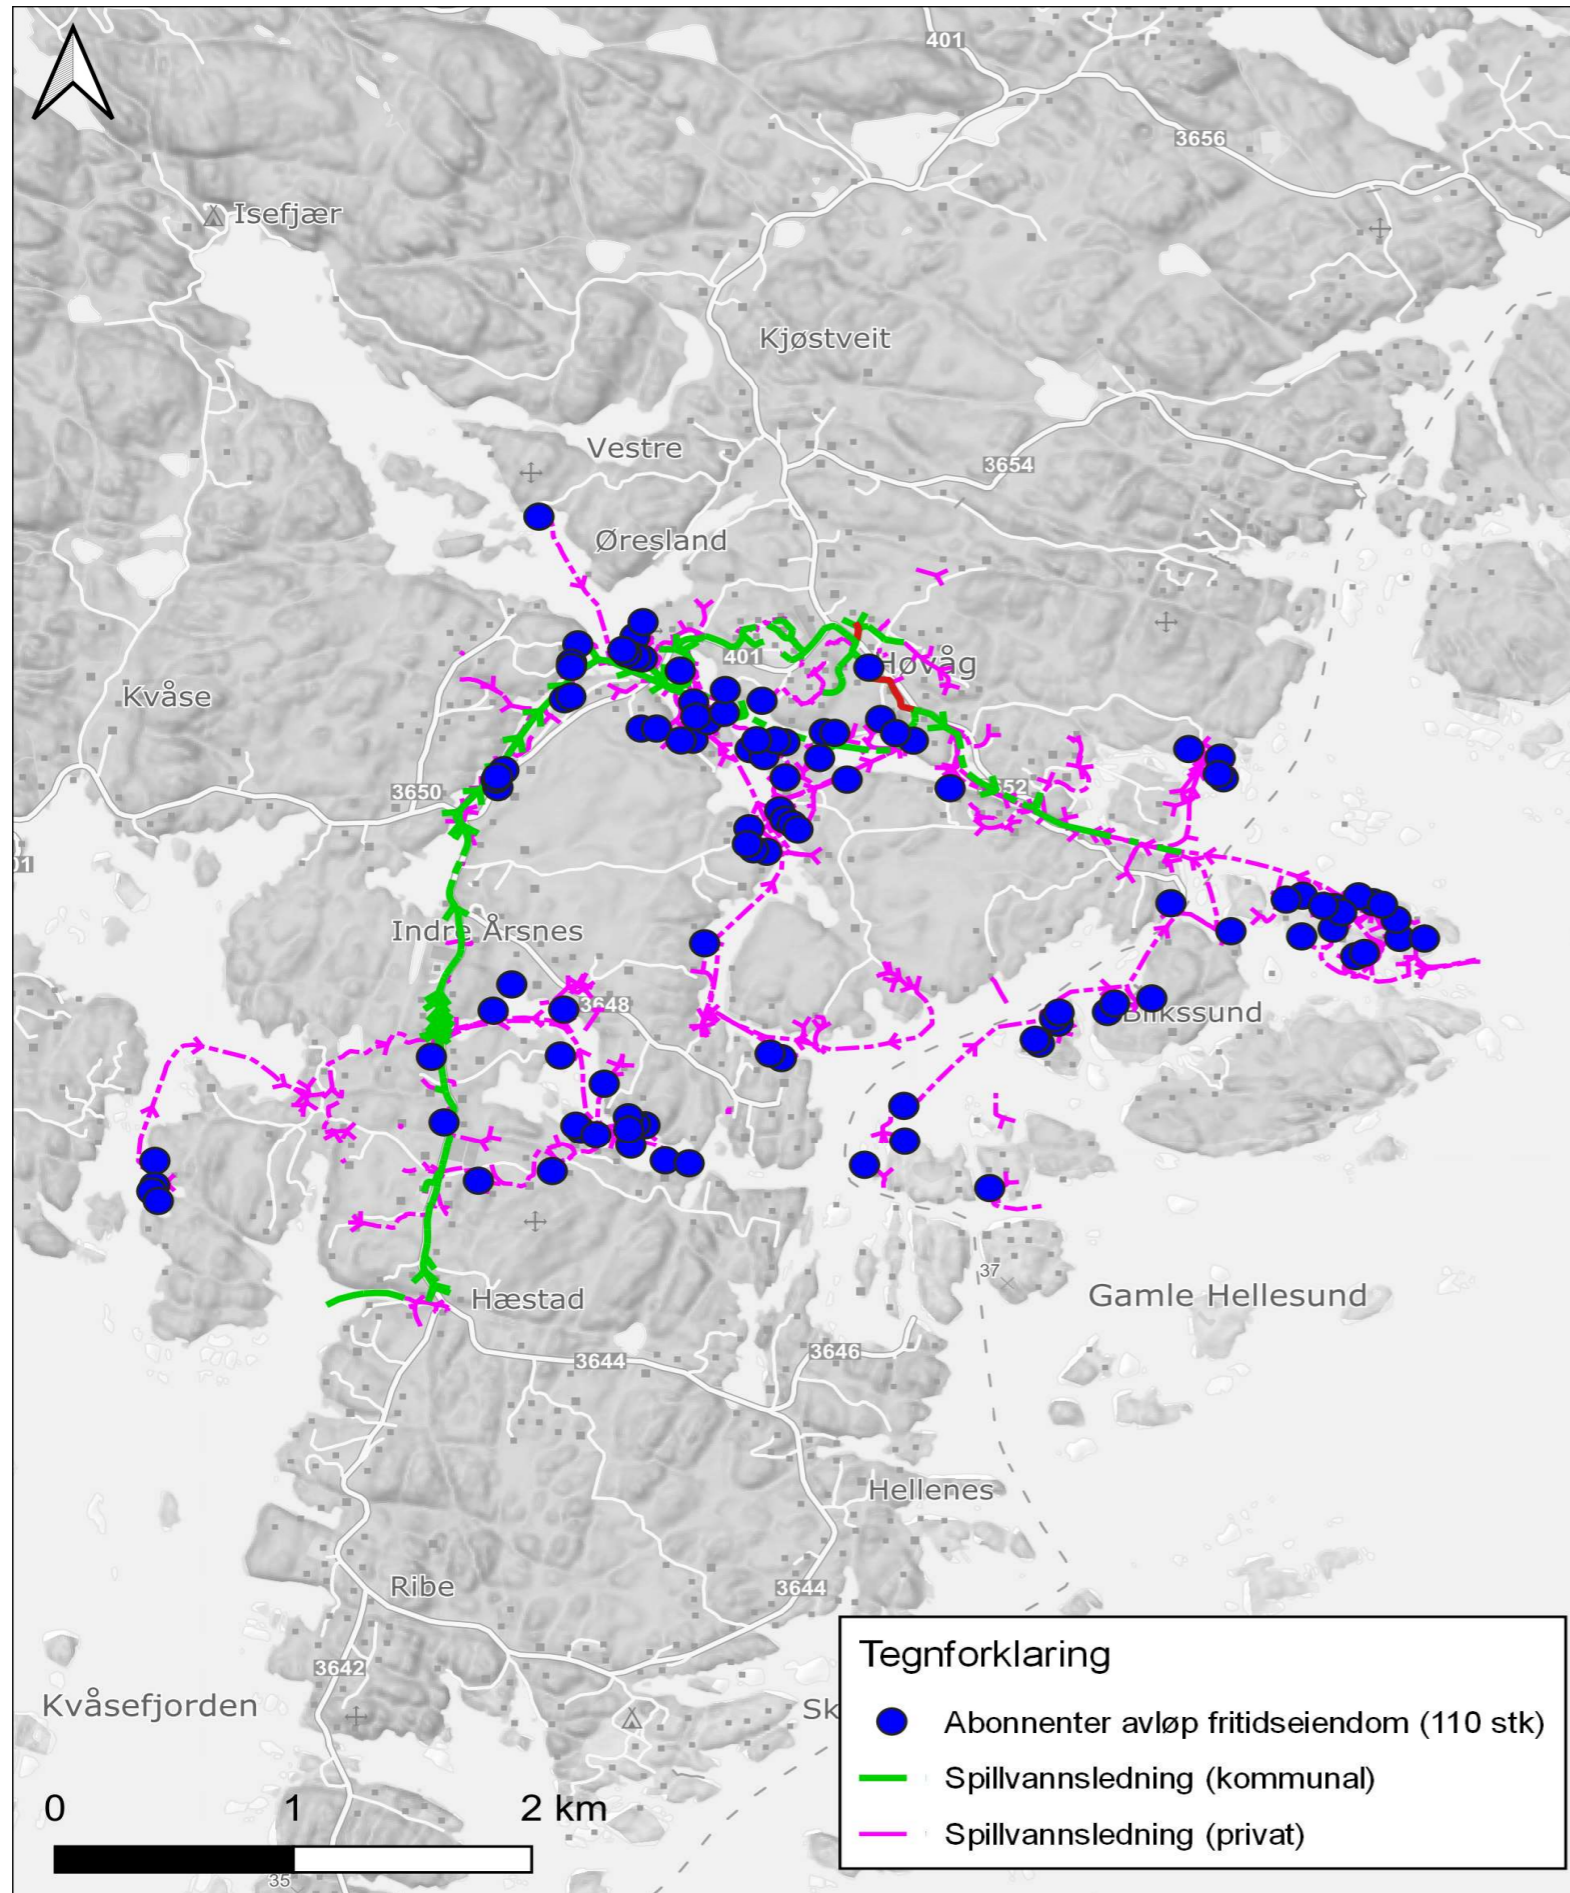 401
3656
Isefjær
Kjøstveit
Vestre
3654
Øresland
401
Høvåg
Kvåse
3650
52
01
Indre Årsnes
3648
Blikssund
37
Gamle Hellesund
Hæstad
3644
3646
Hellenes
Ribe
3644
3642
Kvåsefjorden
Sk
Tegnforklaring
Abonnenter avløp fritidseiendom (110 stk)
Spillvannsledning (kommunal)
Spillvannsledning (privat)
0 1 2 km
35